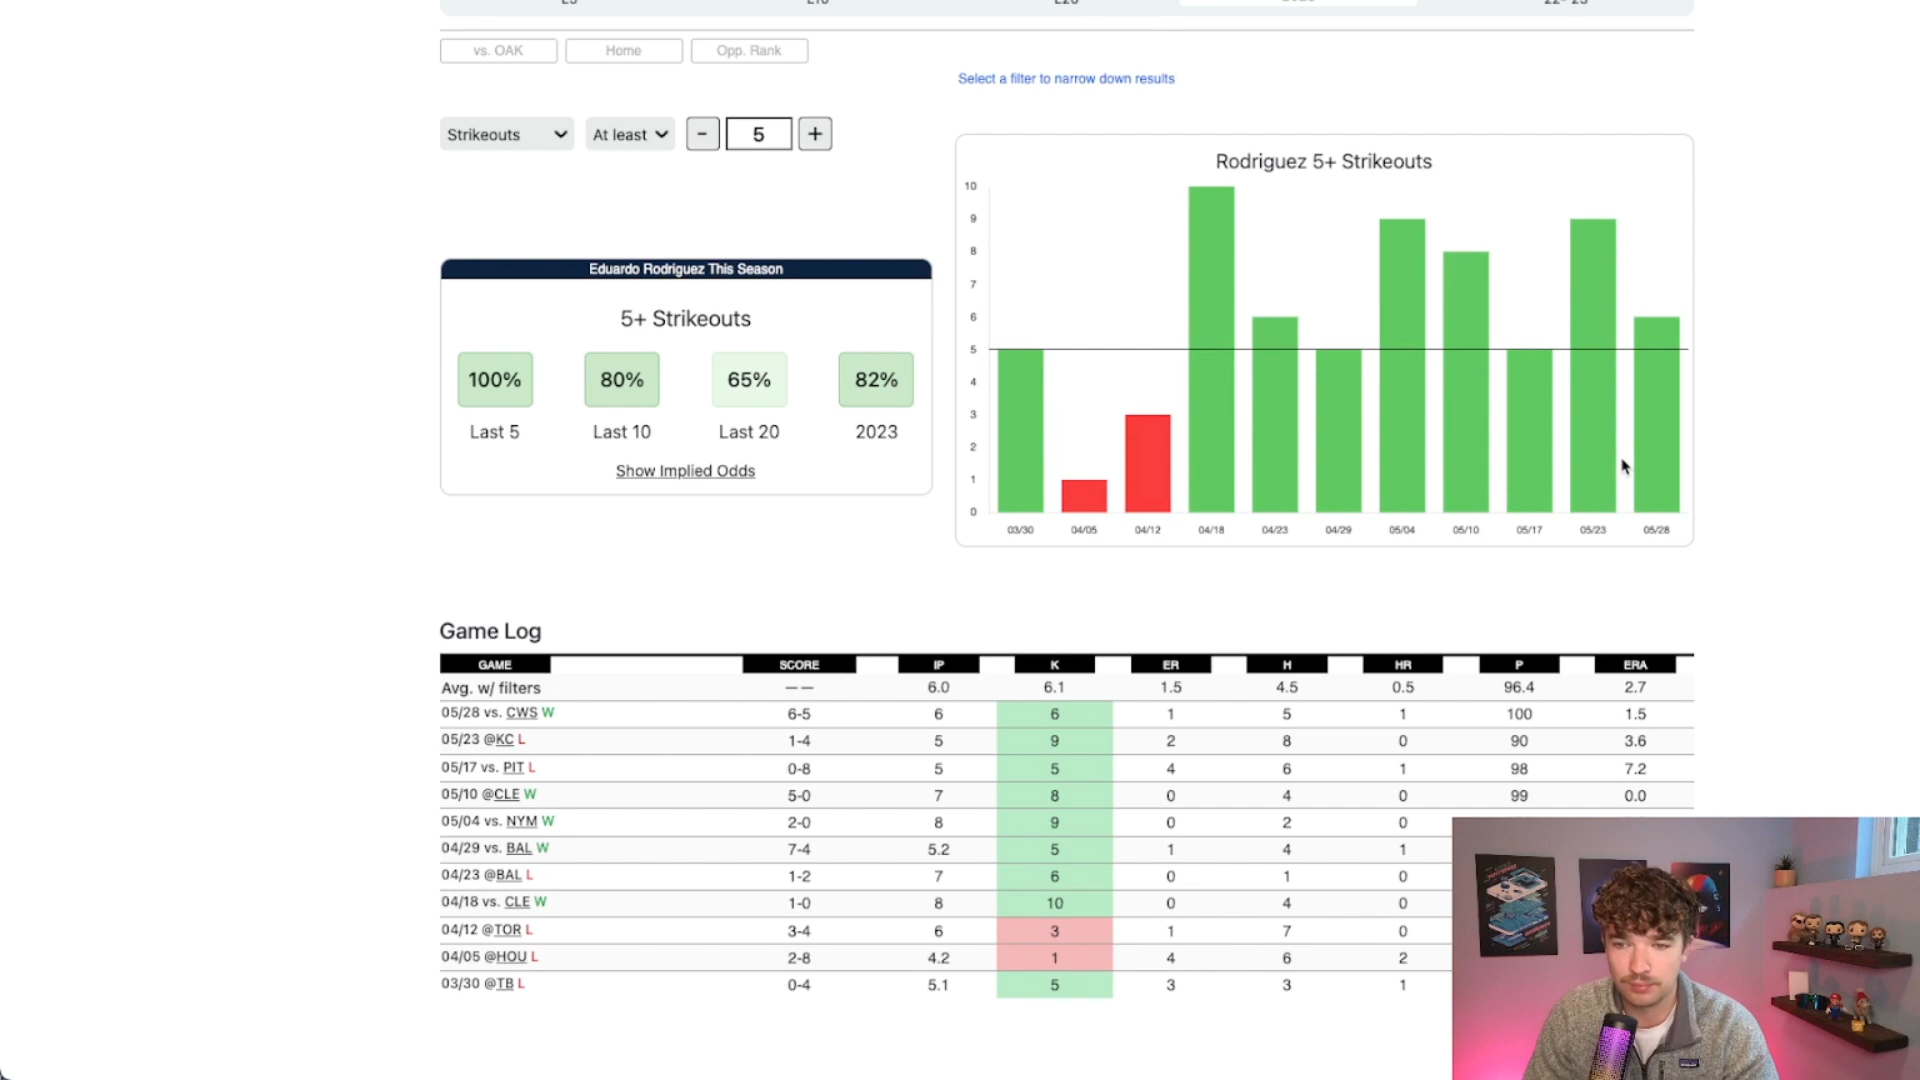 vs. OAK Home Opp. Rank
Select a filter to narrow down results
Strikeouts At least - 5 +
Eduardo Rodriguez This Season
5+ Strikeouts
100% 80% 65% 82%
Last 5 Last 10 Last 20 2023
Show Implied Odds
Rodriguez 5+ Strikeouts
10
9
8
7
6
5
4
3
2
1
0
03/30 04/05 04/12 04/18 04/23 04/29 05/04 05/10 05/17 05/23 05/28
Game Log
GAME SCORE IP K ER H HR P ERA
Avg. w/ filters —— 6.0 6.1 1.5 4.5 0.5 96.4 2.7
05/28 vs. CWS W 6-5 6 6 1 5 1 100 1.5
05/23 @KC L 1-4 5 9 2 8 0 90 3.6
05/17 vs. PIT L 0-8 5 5 4 6 1 98 7.2
05/10 @CLE W 5-0 7 8 0 4 0 99 0.0
05/04 vs. NYM W 2-0 8 9 0 2 0
04/29 vs. BAL W 7-4 5.2 5 1 4 1
04/23 @BAL L 1-2 7 6 0 1 0
04/18 vs. CLE W 1-0 8 10 0 4 0
04/12 @TOR L 3-4 6 3 1 7 0
04/05 @HOU L 2-8 4.2 1 4 6 2
03/30 @TB L 0-4 5.1 5 3 3 1